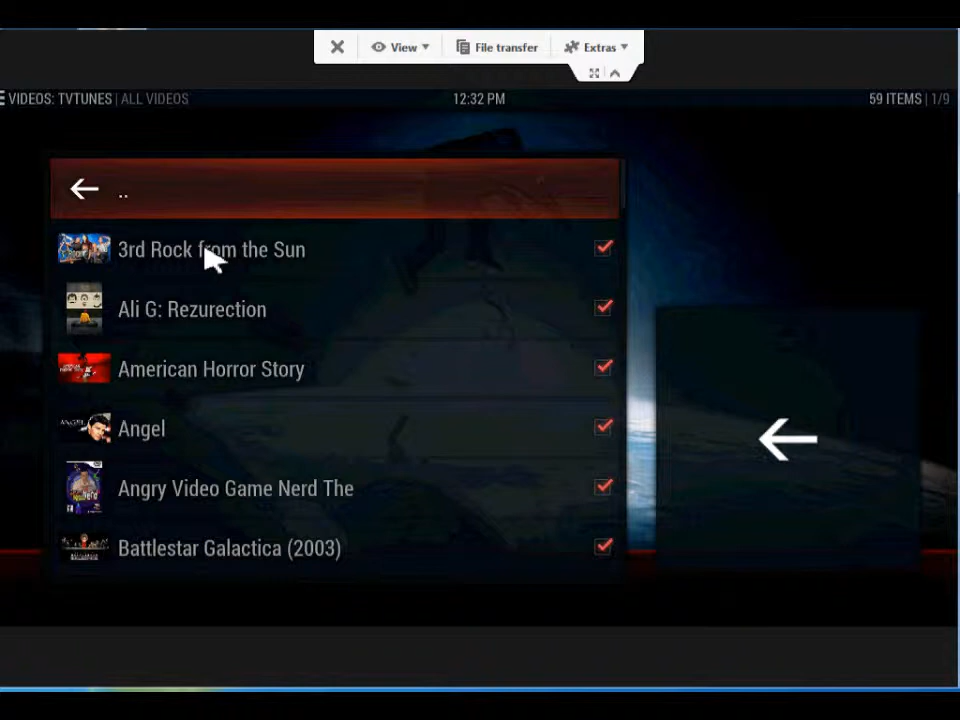 View
File transfer
Extras
VIDEOS: TVTUNES | ALL VIDEOS
12:32 PM
59 ITEMS | 1/9
..
3rd Rock from the Sun
Ali G: Rezurection
American Horror Story
Angel
Angry Video Game Nerd The
Battlestar Galactica (2003)